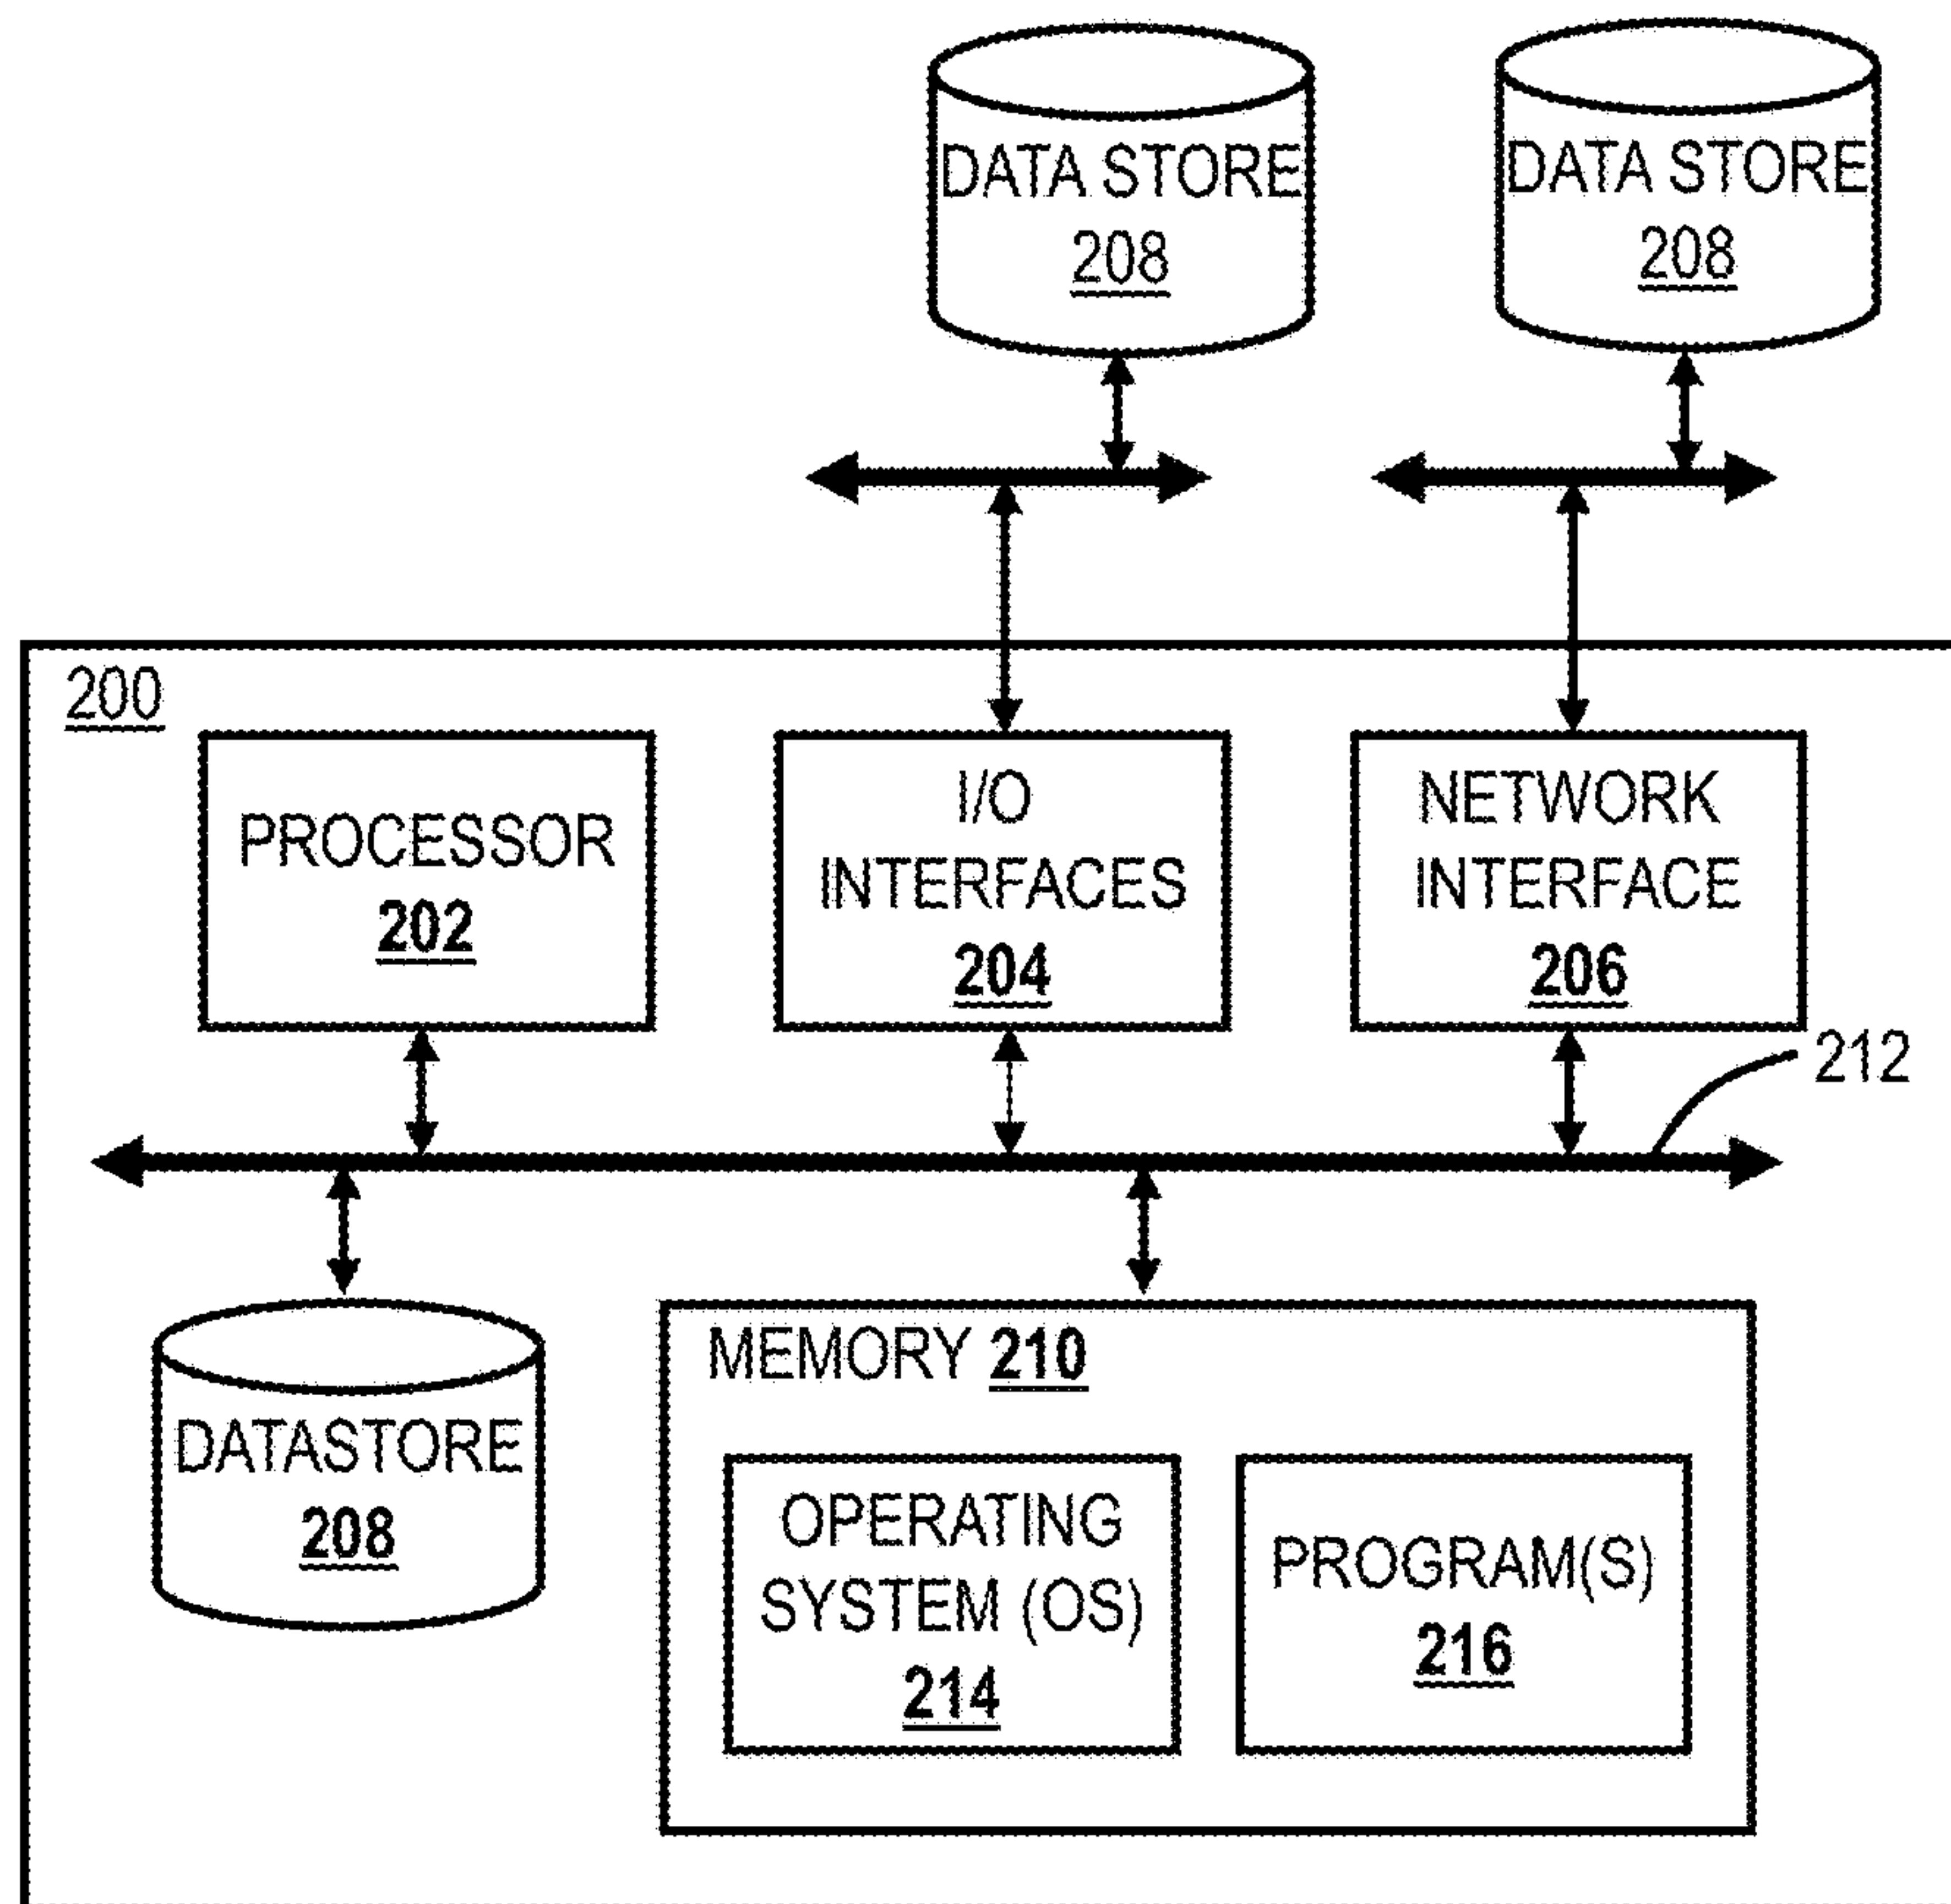 DATA STORE
208
DATA STORE
208
200
PROCESSOR
202
I/O
INTERFACES
204
NETWORK
INTERFACE
206
212
DATASTORE
208
MEMORY 210
OPERATING
SYSTEM (OS)
214
PROGRAM(S)
216